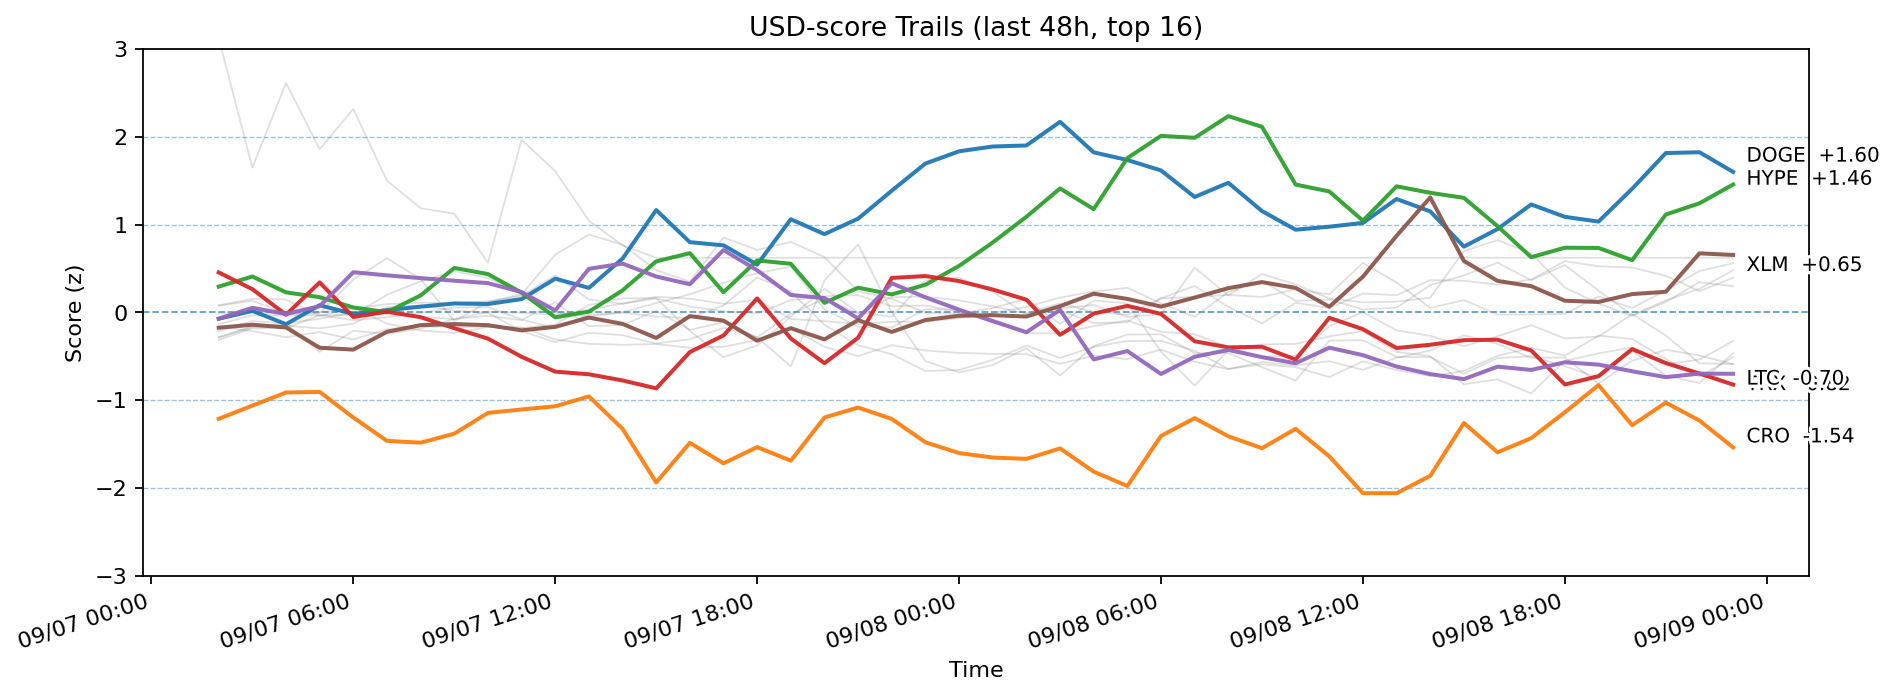 USD-score Trails (last 48h, top 16)
Score (z)
3
2
1
0
−1
−2
−3
DOGE +1.60
HYPE +1.46
XLM +0.65
LTC -0.70
CRO -1.54
09/07 00:00
09/07 06:00
09/07 12:00
09/07 18:00
09/08 00:00
09/08 06:00
09/08 12:00
09/08 18:00
09/09 00:00
Time